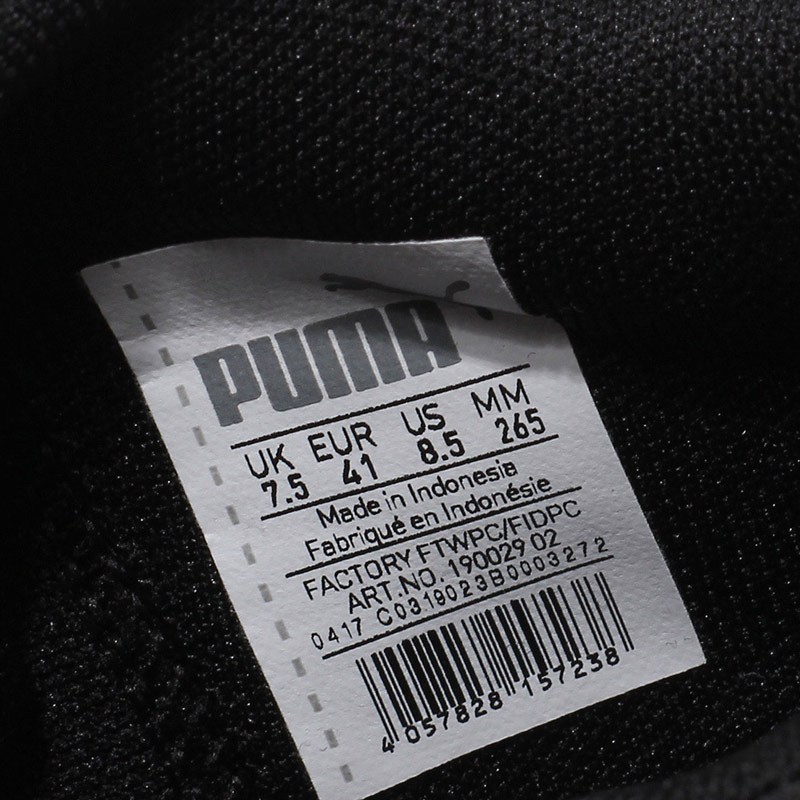 PUMA
UK EUR US MM
7.5 41 8.5 265
Made in Indonesia
Fabriqué en Indonésie
FACTORY FTWPC/FIDPC
ART.NO. 190029 02
0417 C0319023B0003272
4 057828 157238